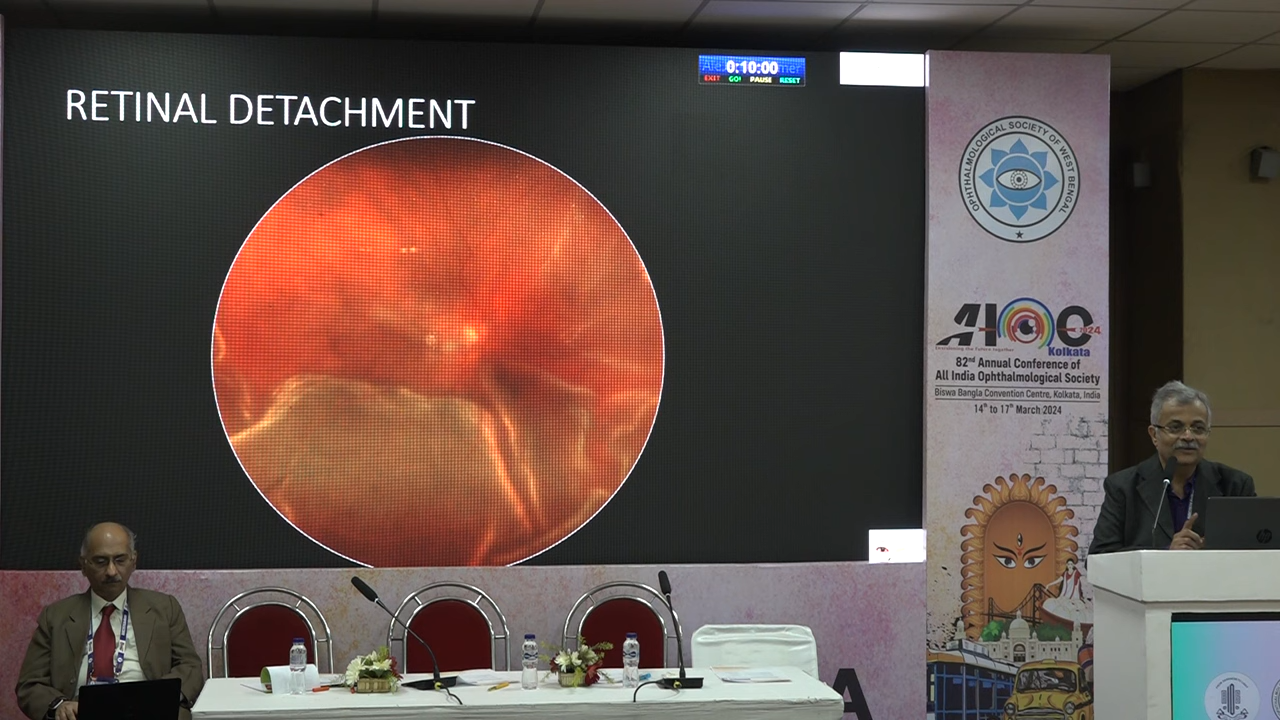 RETINAL DETACHMENT
0:10:00
EXIT GO! PAUSE RESET
OPHTHALMOLOGICAL SOCIETY OF WEST BENGAL
AIOC 2024
Kolkata
82nd Annual Conference of
All India Ophthalmological Society
Biswa Bangla Convention Centre, Kolkata, India
14th to 17th March 2024
hp
A